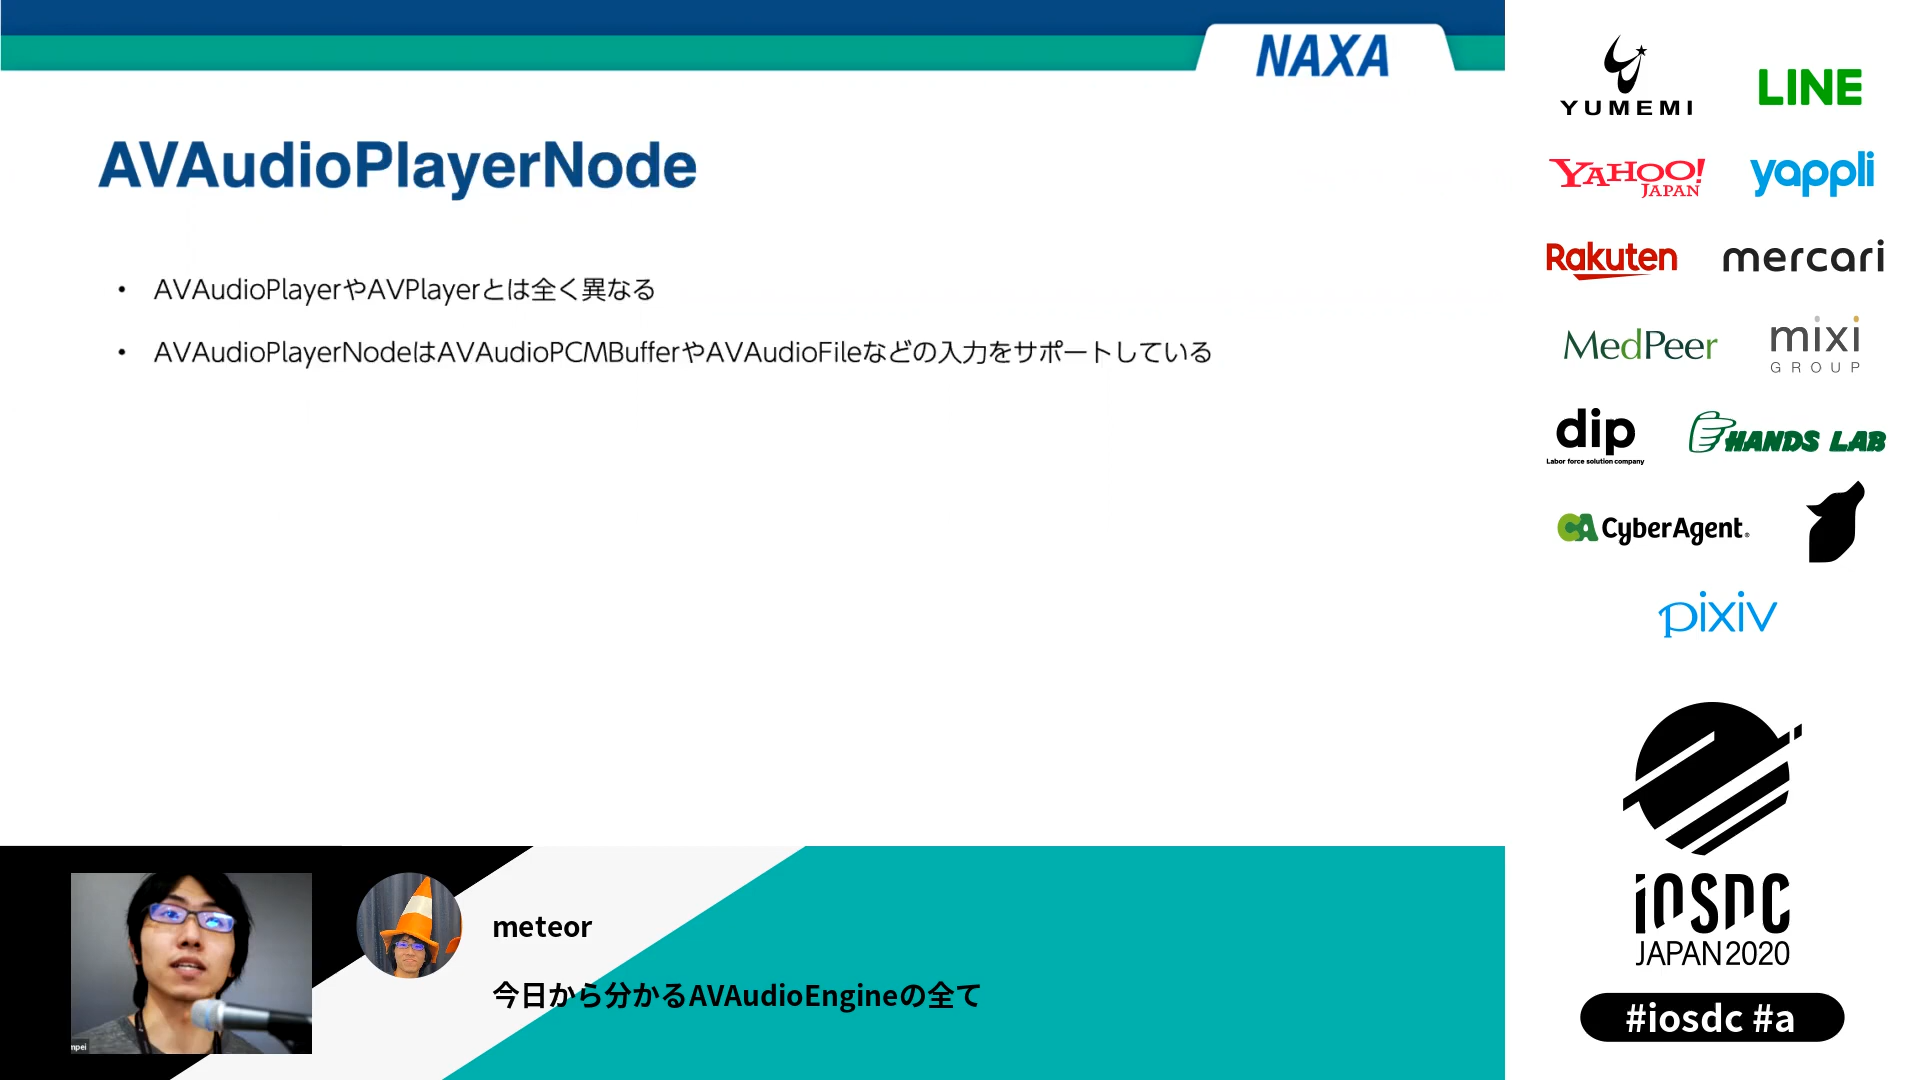 NAXA
AVAudioPlayerNode
• AVAudioPlayerやAVPlayerとは全く異なる
• AVAudioPlayerNodeはAVAudioPCMBufferやAVAudioFileなどの入力をサポートしている
YUMEMI
LINE
YAHOO!
JAPAN
yappli
Rakuten
mercari
MedPeer
mixi
GROUP
dip
Labor force solution company
HANDS LAB
CA CyberAgent®
pixiv
iOSDC
JAPAN 2020
#iosdc #a
mpei
meteor
今日から分かるAVAudioEngineの全て